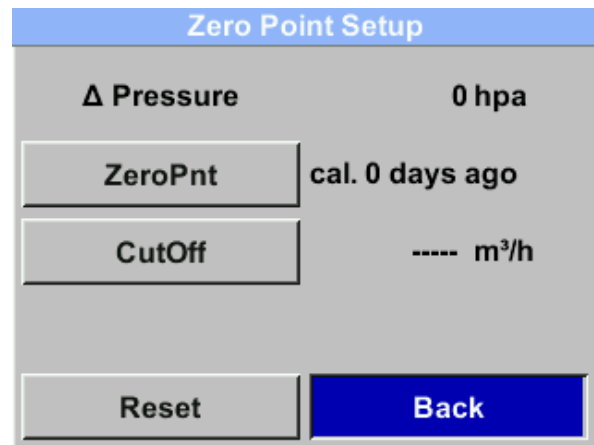 Zero Point Setup
Δ Pressure 0 hpa
ZeroPnt cal. 0 days ago
CutOff ----- m³/h
Reset Back